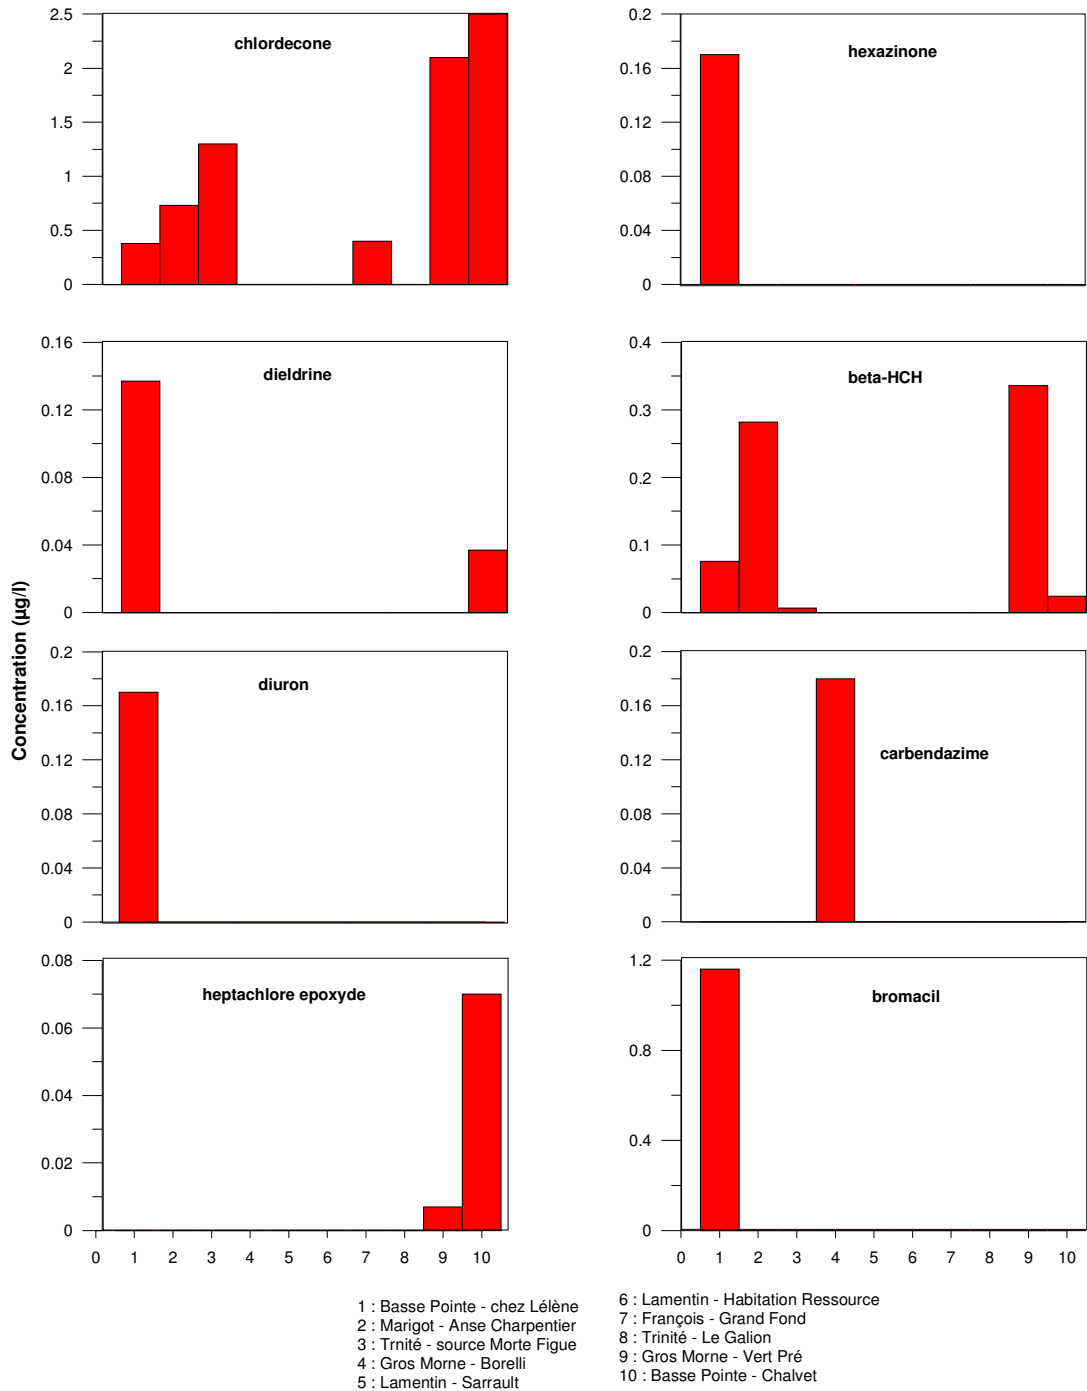 chlordecone
2.5
2
1.5
1
0.5
0
hexazinone
0.2
0.16
0.12
0.08
0.04
0
dieldrine
0.16
0.12
0.08
0.04
0
beta-HCH
0.4
0.3
0.2
0.1
0
Concentration (µg/l)
diuron
0.2
0.16
0.12
0.08
0.04
0
carbendazime
0.2
0.16
0.12
0.08
0.04
0
heptachlore epoxyde
0.08
0.06
0.04
0.02
0
0 1 2 3 4 5 6 7 8 9 10
bromacil
1.2
0.8
0.4
0
0 1 2 3 4 5 6 7 8 9 10
1 : Basse Pointe - chez Lélène
2 : Marigot - Anse Charpentier
3 : Trnité - source Morte Figue
4 : Gros Morne - Borelli
5 : Lamentin - Sarrault
6 : Lamentin - Habitation Ressource
7 : François - Grand Fond
8 : Trinité - Le Galion
9 : Gros Morne - Vert Pré
10 : Basse Pointe - Chalvet